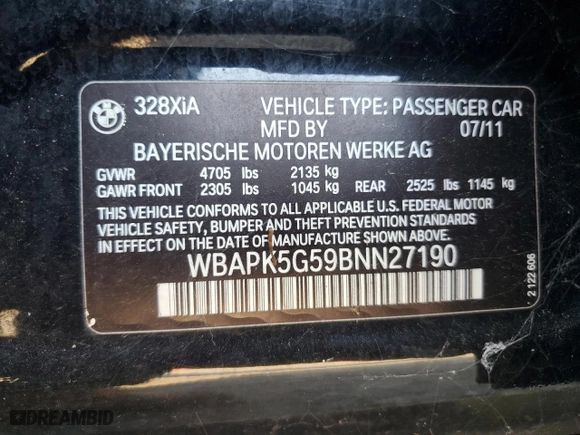 BMW
328XiA VEHICLE TYPE: PASSENGER CAR
MFD BY 07/11
BAYERISCHE MOTOREN WERKE AG
GVWR 4705 lbs 2135 kg
GAWR FRONT 2305 lbs 1045 kg REAR 2525 lbs 1145 kg
THIS VEHICLE CONFORMS TO ALL APPLICABLE U.S. FEDERAL MOTOR
VEHICLE SAFETY, BUMPER AND THEFT PREVENTION STANDARDS
IN EFFECT ON THE DATE OF MANUFACTURE SHOWN ABOVE.
WBAPK5G59BNN27190
2 122 606
DREAMBID